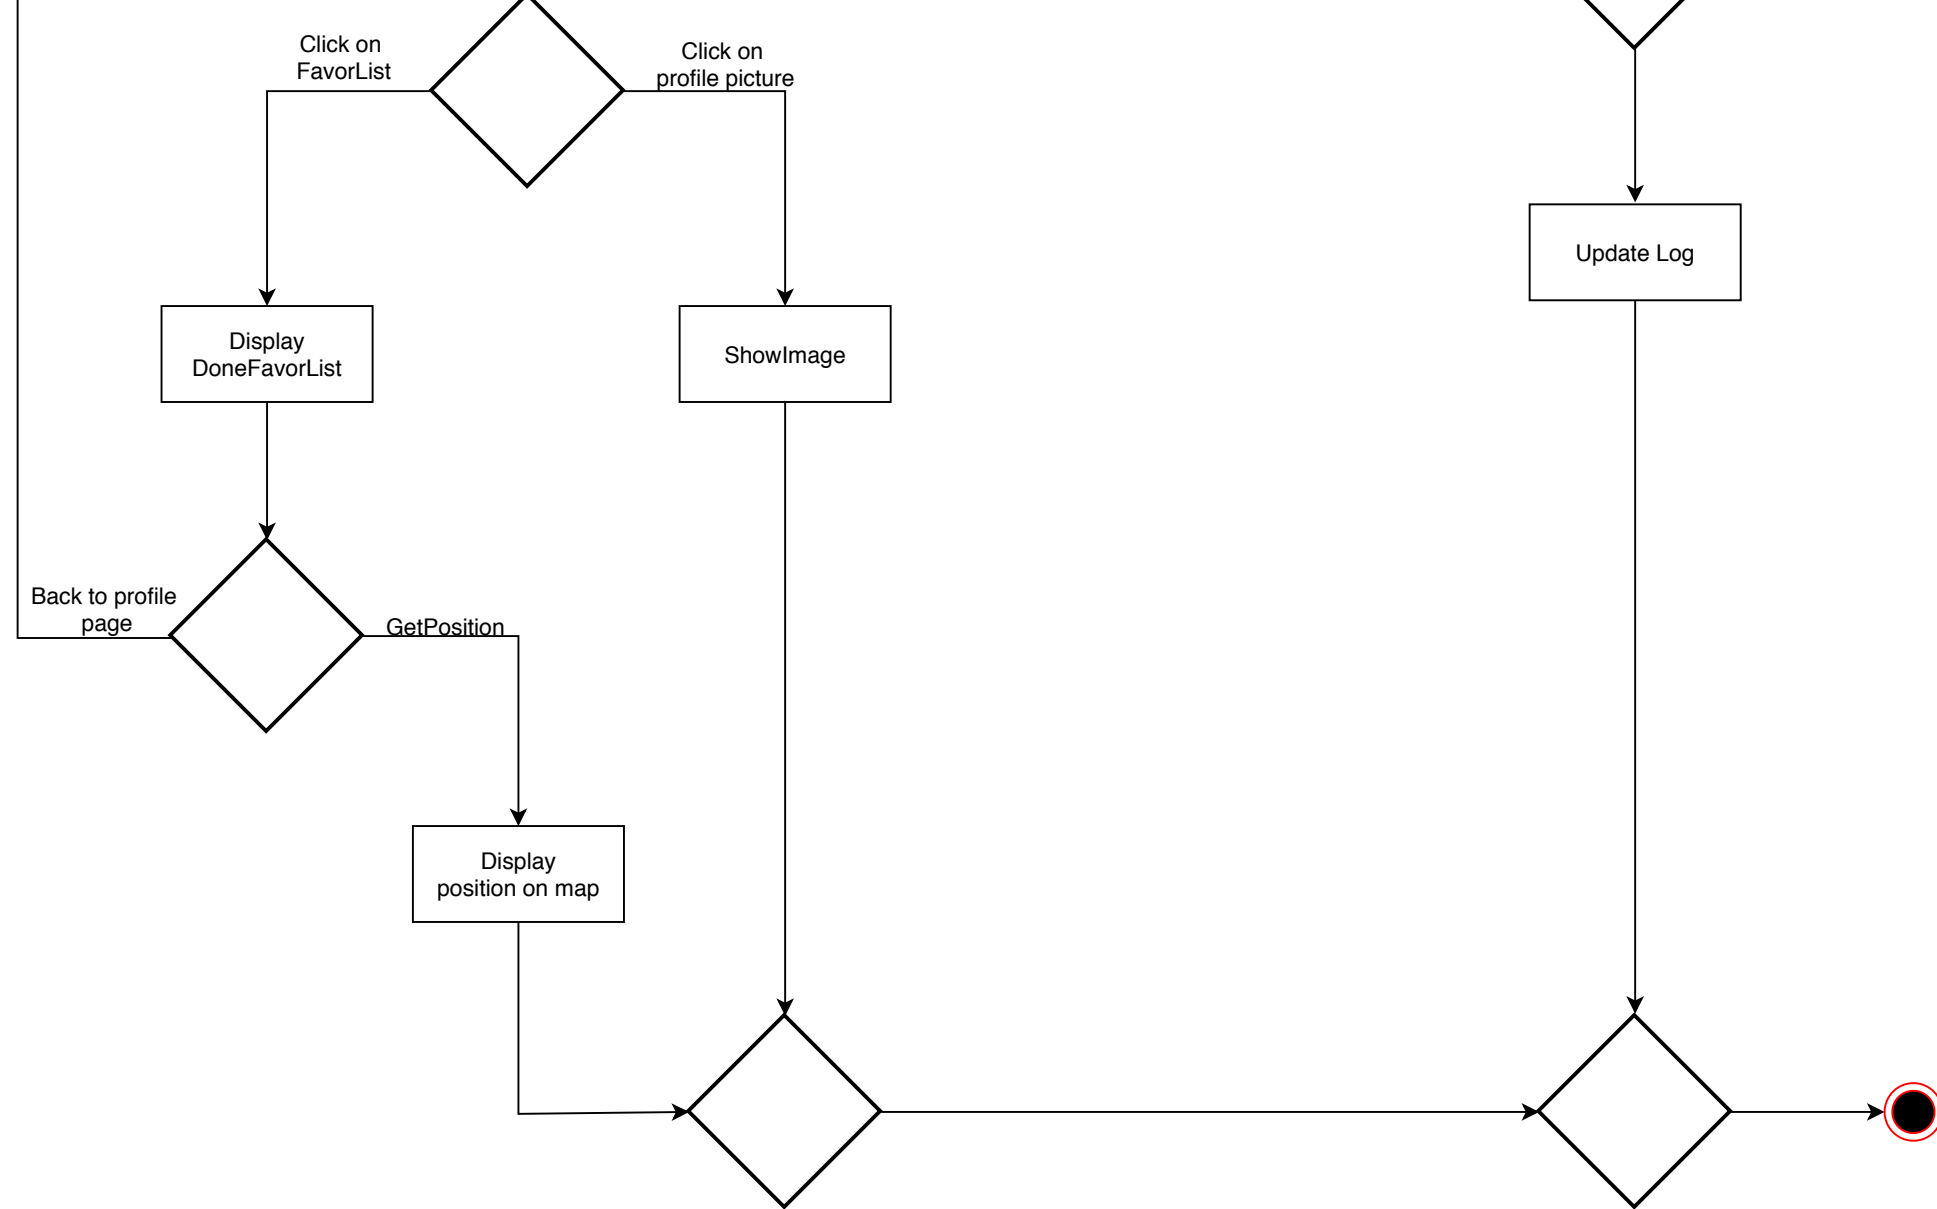 Click on
FavorList
Click on
profile picture
Update Log
Display
DoneFavorList
ShowImage
Back to profile
page
GetPosition
Display
position on map